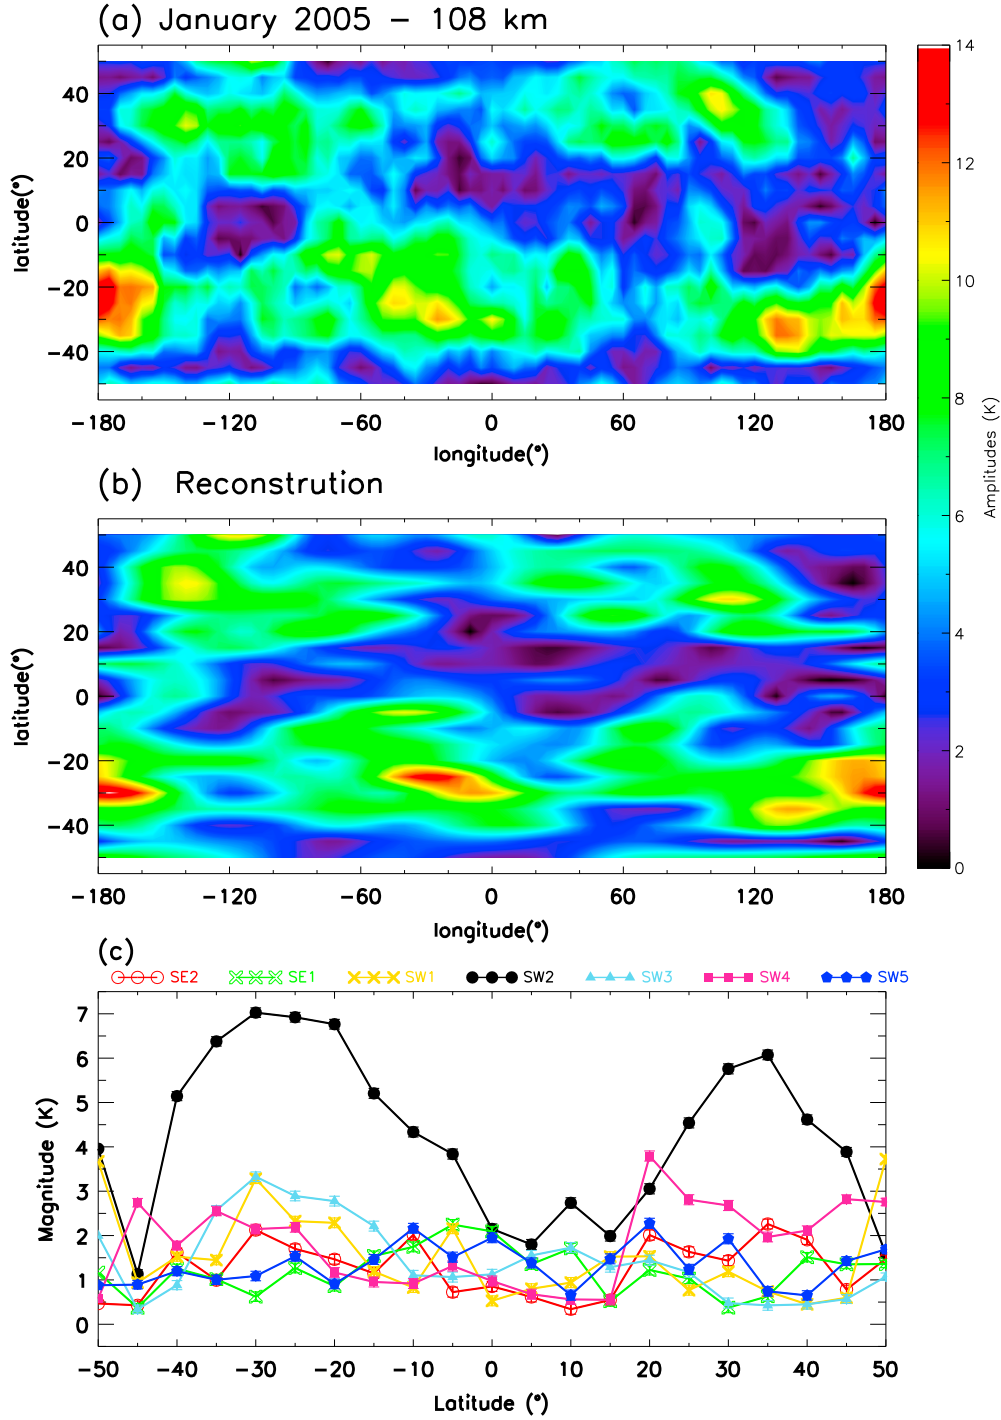 (a) January 2005 – 108 km
latitude(°)
40
20
0
−20
−40
−180 −120 −60 0 60 120 180
longitude(°)
14
12
10
8
6
4
2
0
Amplitudes (K)
(b) Reconstrution
latitude(°)
40
20
0
−20
−40
−180 −120 −60 0 60 120 180
longitude(°)
(c)
SE2 SE1 SW1 SW2 SW3 SW4 SW5
Magnitude (K)
7
6
5
4
3
2
1
0
−50 −40 −30 −20 −10 0 10 20 30 40 50
Latitude (°)